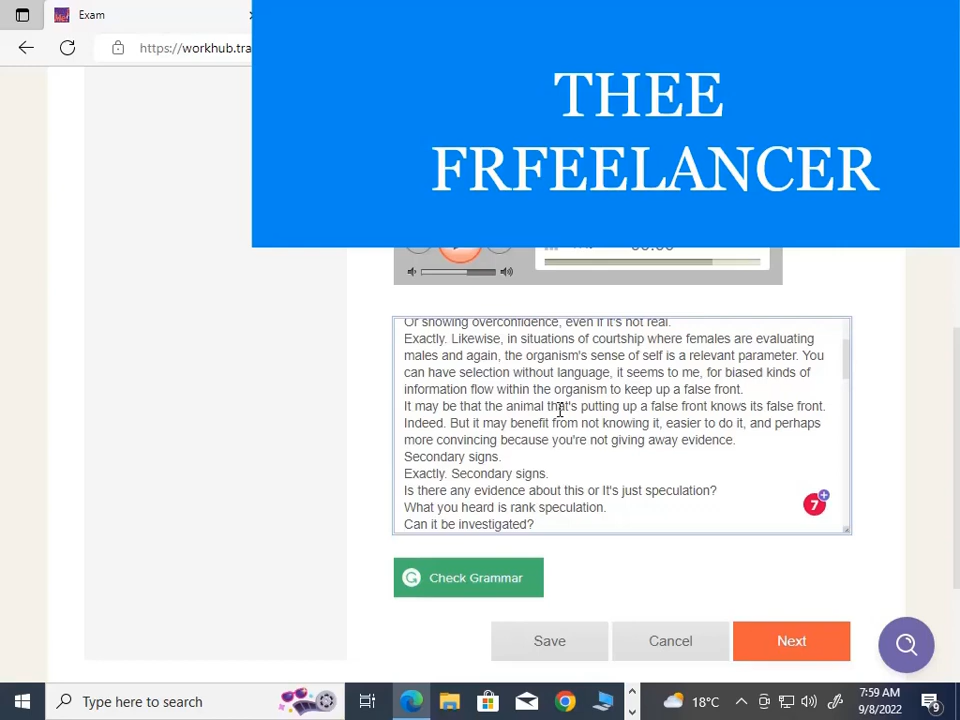 Exam
https://workhub.tra
THEE
FRFEELANCER
Or showing overconfidence, even if it's not real.
Exactly. Likewise, in situations of courtship where females are evaluating
males and again, the organism's sense of self is a relevant parameter. You
can have selection without language, it seems to me, for biased kinds of
information flow within the organism to keep up a false front.
It may be that the animal that's putting up a false front knows its false front.
Indeed. But it may benefit from not knowing it, easier to do it, and perhaps
more convincing because you're not giving away evidence.
Secondary signs.
Exactly. Secondary signs.
Is there any evidence about this or It's just speculation?
What you heard is rank speculation.
Can it be investigated?
7
Check Grammar
Save
Cancel
Next
Type here to search
18°C
7:59 AM
9/8/2022
9